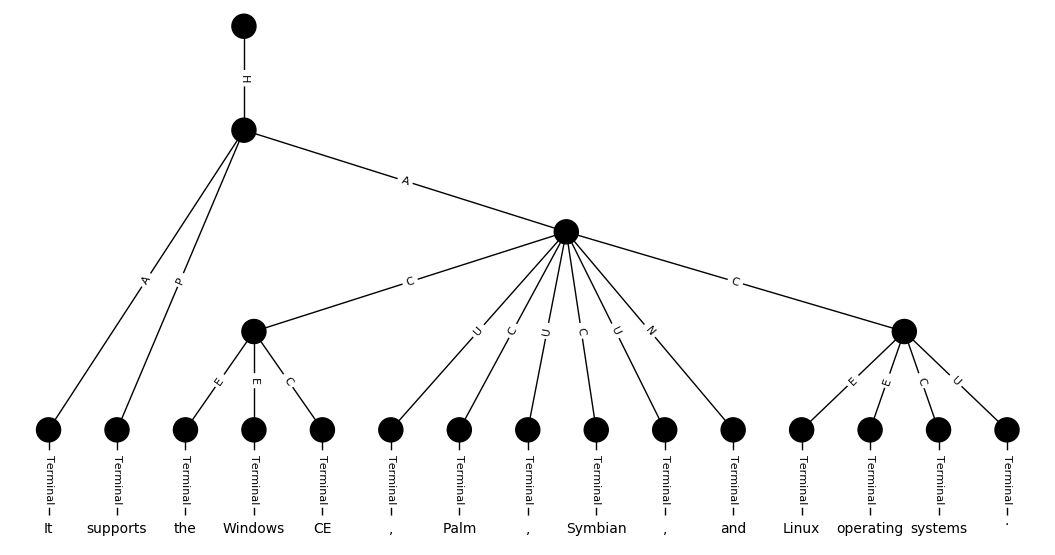 H
A
A P
C C
U C U C U N
E E C E E C U
Terminal Terminal Terminal Terminal Terminal Terminal Terminal Terminal Terminal Terminal Terminal Terminal Terminal Terminal Terminal
It supports the Windows CE , Palm , Symbian , and Linux operating systems .